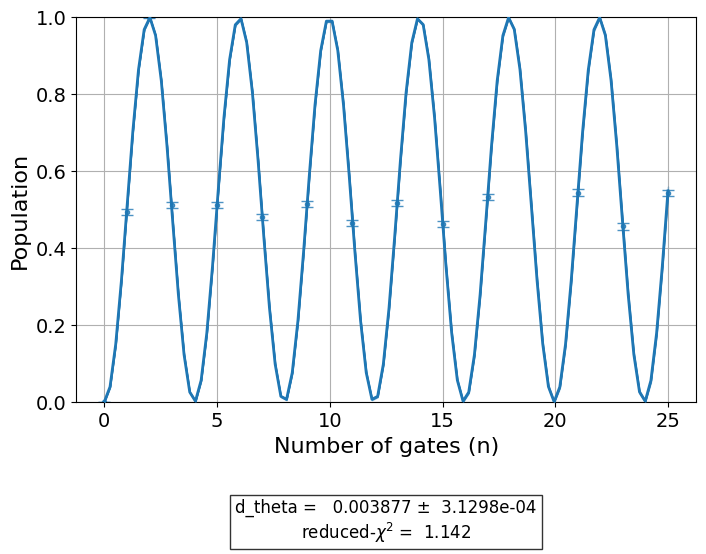 1.0
0.8
0.6
0.4
0.2
0.0
Population
0 5 10 15 20 25
Number of gates (n)
d_theta = 0.003877 ± 3.1298e-04
reduced-χ² = 1.142